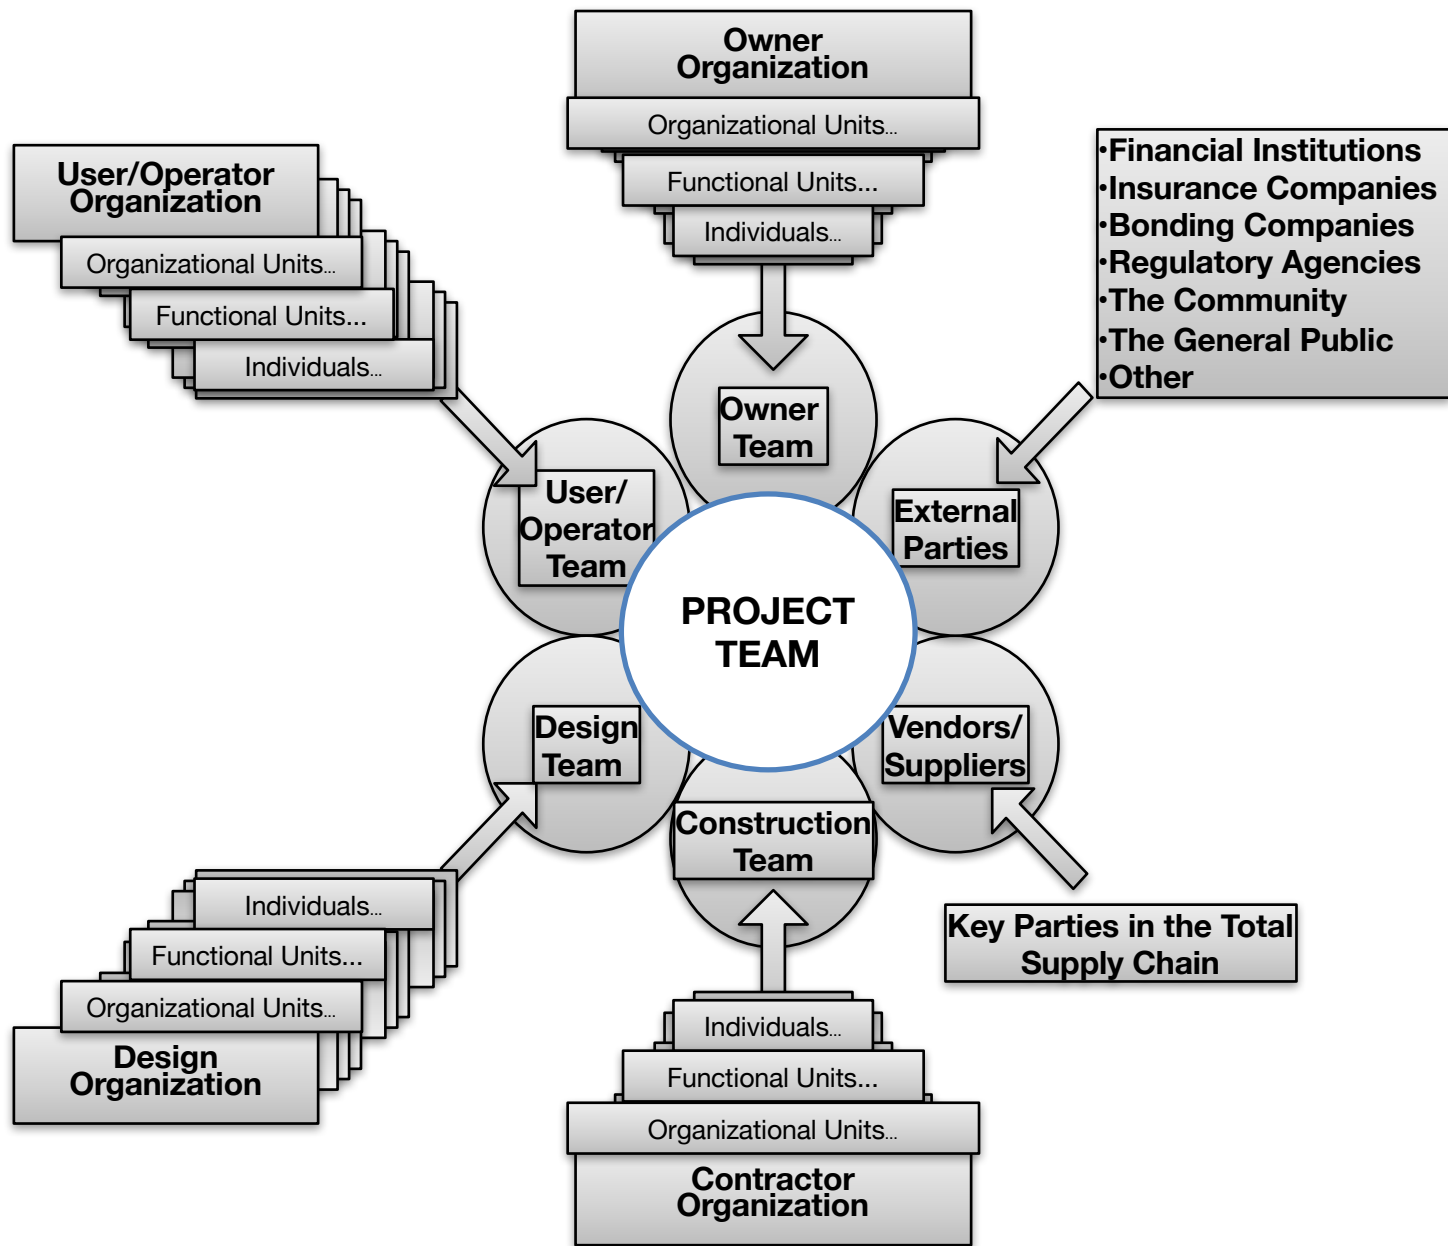 Owner
Organization
Organizational Units...
Functional Units...
Individuals...
User/Operator
Organization
Organizational Units...
Functional Units...
Individuals...
•Financial Institutions
•Insurance Companies
•Bonding Companies
•Regulatory Agencies
•The Community
•The General Public
•Other
Owner
Team
User/
Operator
Team
External
Parties
PROJECT
TEAM
Design
Team
Vendors/
Suppliers
Construction
Team
Individuals...
Functional Units...
Organizational Units...
Design
Organization
Key Parties in the Total
Supply Chain
Individuals...
Functional Units...
Organizational Units...
Contractor
Organization